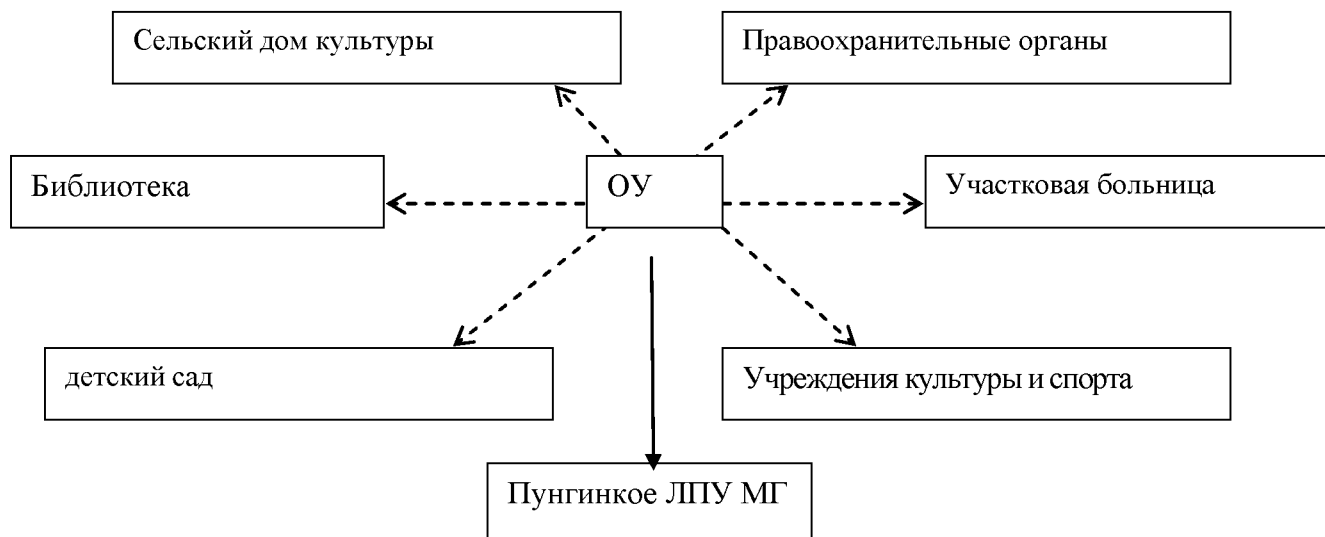 Сельский дом культуры
Правоохранительные органы
Библиотека
ОУ
Участковая больница
детский сад
Учреждения культуры и спорта
Пунгинкое ЛПУ МГ